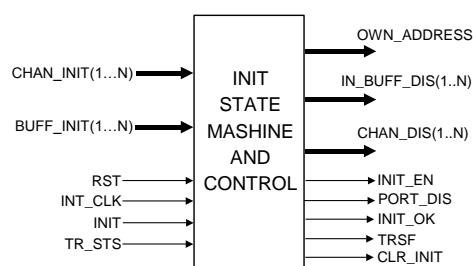 OWN_ADDRESS
CHAN_INIT(1...N)
IN_BUFF_DIS(1..N)
INIT
STATE
MASHINE
AND
CONTROL
BUFF_INIT(1...N)
CHAN_DIS(1..N)
RST
INIT_EN
INT_CLK
PORT_DIS
INIT
INIT_OK
TR_STS
TRSF
CLR_INIT